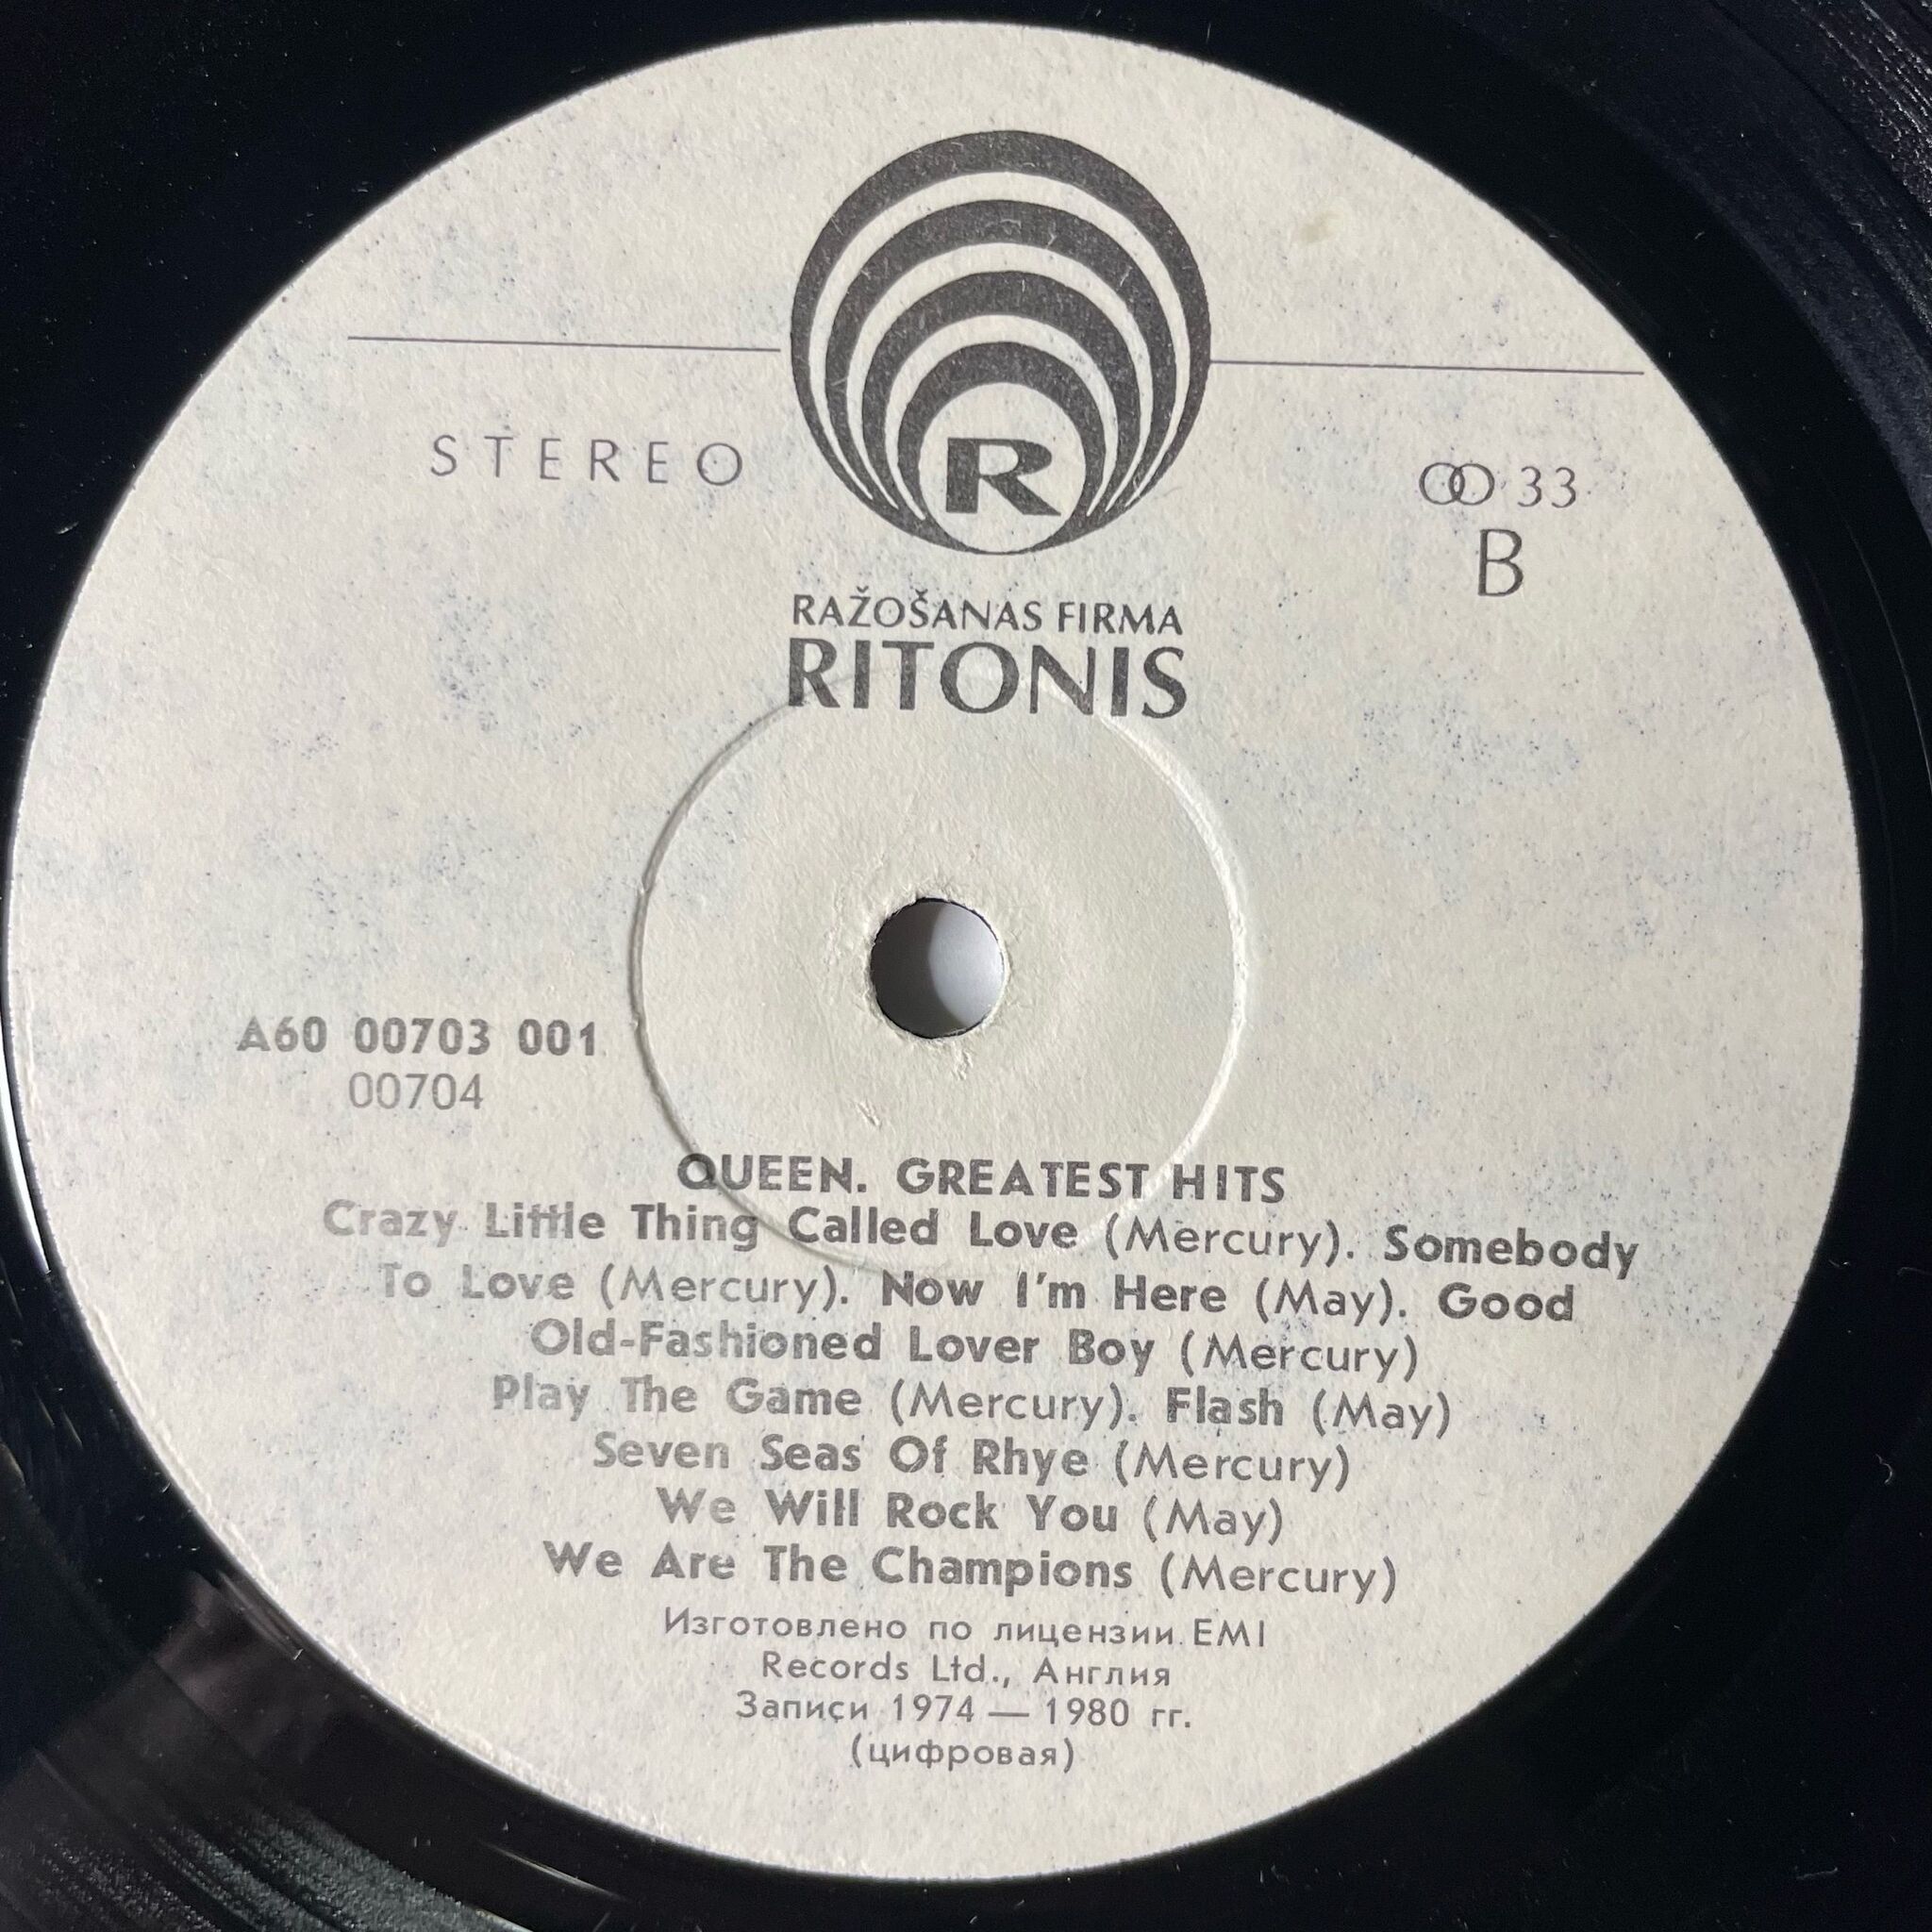 R
STEREO
33
B
RAŽOŠANAS FIRMA
RITONIS
A60 00703 001
00704
QUEEN. GREATEST HITS
Crazy Little Thing Called Love (Mercury). Somebody
To Love (Mercury). Now I'm Here (May). Good
Old-Fashioned Lover Boy (Mercury)
Play The Game (Mercury). Flash (May)
Seven Seas Of Rhye (Mercury)
We Will Rock You (May)
We Are The Champions (Mercury)
Изготовлено по лицензии EMI
Records Ltd., Англия
Записи 1974 — 1980 гг.
(цифровая)